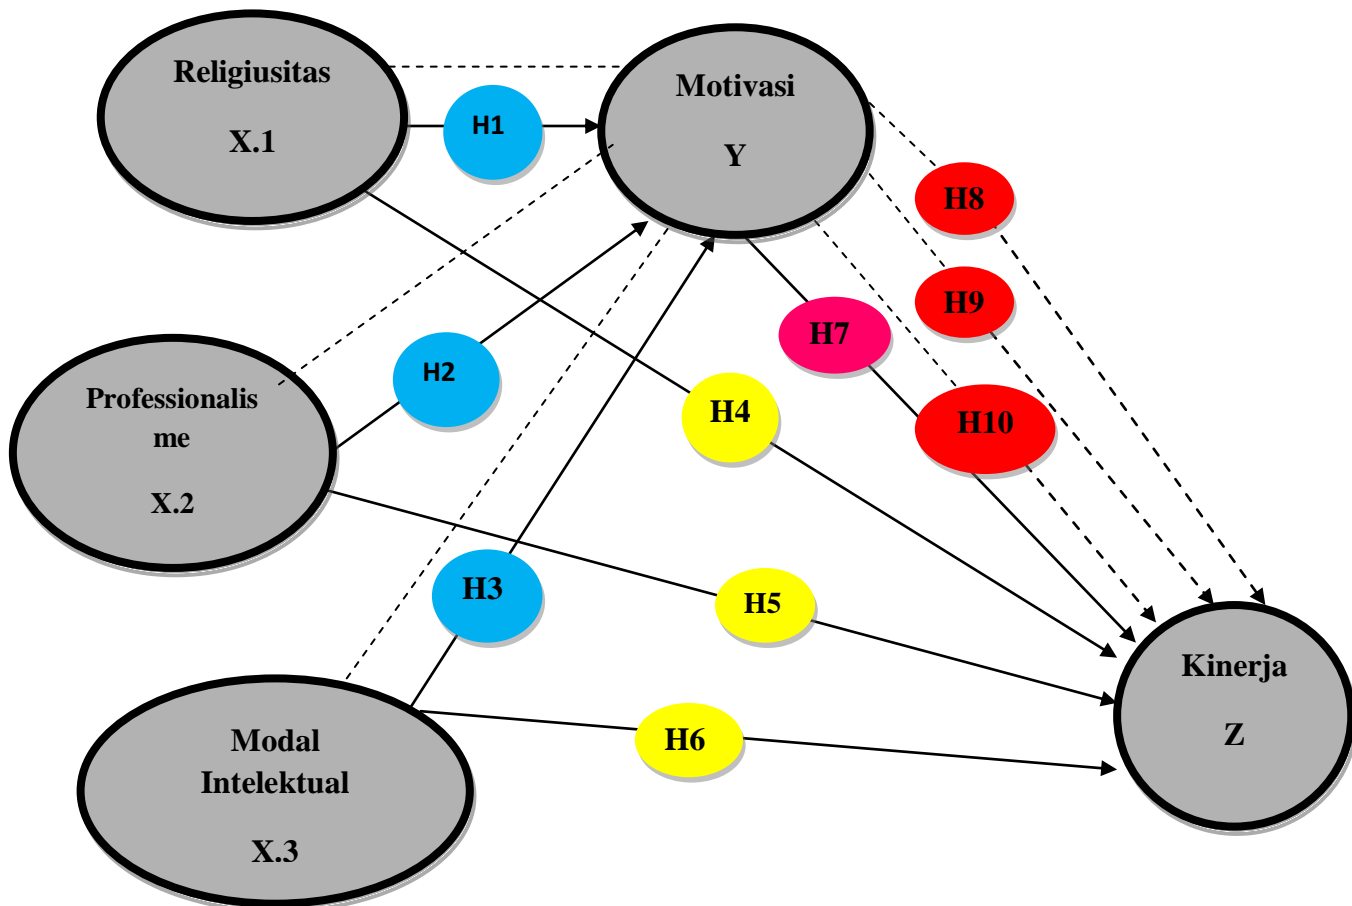 Religiusitas
X.1
H1
Motivasi
Y
H8
H9
H7
H2
Professionalis
me
X.2
H4
H10
H3
H5
Kinerja
Z
H6
Modal
Intelektual
X.3